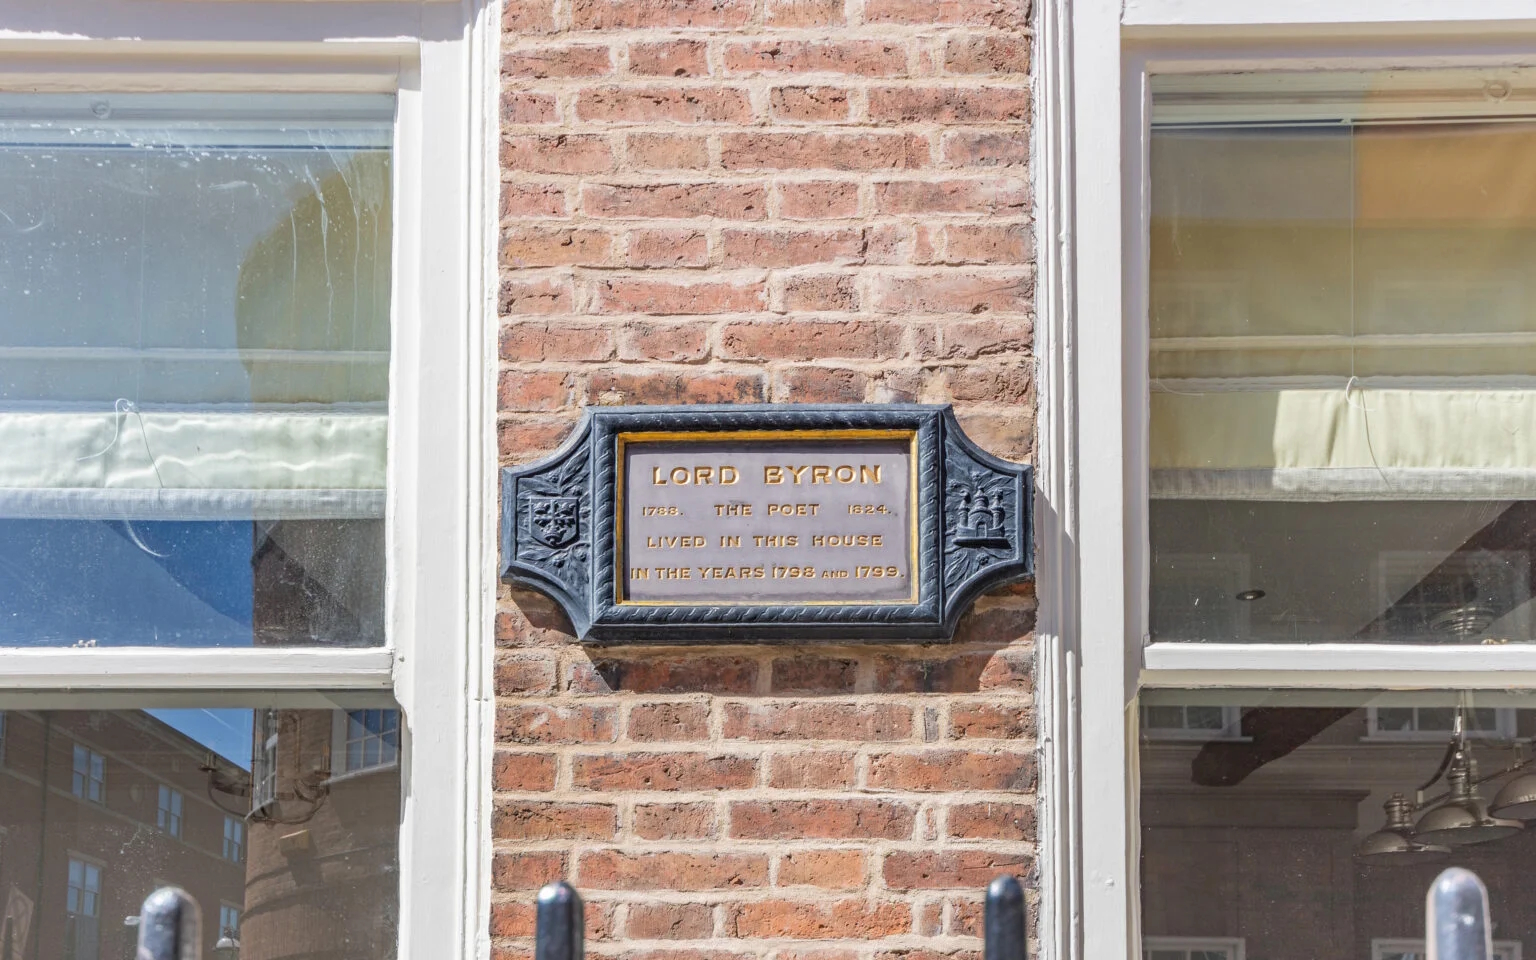 LORD BYRON
1788. THE POET 1824.
LIVED IN THIS HOUSE
IN THE YEARS 1798 AND 1799.